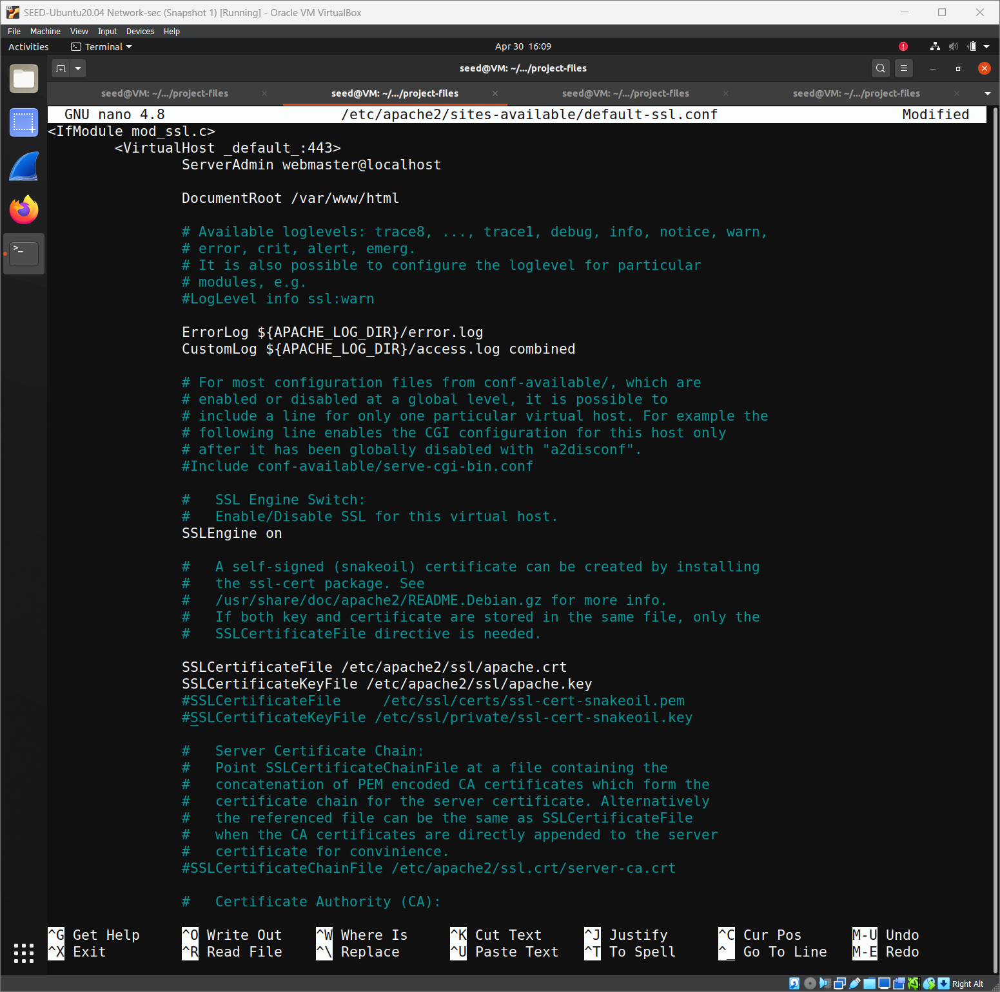 SEED-Ubuntu20.04 Network-sec (Snapshot 1) [Running] - Oracle VM VirtualBox
File Machine View Input Devices Help
Activities Terminal Apr 30 16:09
seed@VM: ~/.../project-files
seed@VM: ~/.../project-files seed@VM: ~/.../project-files seed@VM: ~/.../project-files seed@VM: ~/.../project-files
GNU nano 4.8 /etc/apache2/sites-available/default-ssl.conf Modified
<IfModule mod_ssl.c>
<VirtualHost _default_:443>
ServerAdmin webmaster@localhost
DocumentRoot /var/www/html
# Available loglevels: trace8, ..., trace1, debug, info, notice, warn,
# error, crit, alert, emerg.
# It is also possible to configure the loglevel for particular
# modules, e.g.
#LogLevel info ssl:warn
ErrorLog ${APACHE_LOG_DIR}/error.log
CustomLog ${APACHE_LOG_DIR}/access.log combined
# For most configuration files from conf-available/, which are
# enabled or disabled at a global level, it is possible to
# include a line for only one particular virtual host. For example the
# following line enables the CGI configuration for this host only
# after it has been globally disabled with "a2disconf".
#Include conf-available/serve-cgi-bin.conf
#   SSL Engine Switch:
#   Enable/Disable SSL for this virtual host.
SSLEngine on
#   A self-signed (snakeoil) certificate can be created by installing
#   the ssl-cert package. See
#   /usr/share/doc/apache2/README.Debian.gz for more info.
#   If both key and certificate are stored in the same file, only the
#   SSLCertificateFile directive is needed.
SSLCertificateFile /etc/apache2/ssl/apache.crt
SSLCertificateKeyFile /etc/apache2/ssl/apache.key
#SSLCertificateFile     /etc/ssl/certs/ssl-cert-snakeoil.pem
#SSLCertificateKeyFile /etc/ssl/private/ssl-cert-snakeoil.key
#   Server Certificate Chain:
#   Point SSLCertificateChainFile at a file containing the
#   concatenation of PEM encoded CA certificates which form the
#   certificate chain for the server certificate. Alternatively
#   the referenced file can be the same as SSLCertificateFile
#   when the CA certificates are directly appended to the server
#   certificate for convinience.
#SSLCertificateChainFile /etc/apache2/ssl.crt/server-ca.crt
#   Certificate Authority (CA):
^G Get Help ^O Write Out ^W Where Is ^K Cut Text ^J Justify ^C Cur Pos M-U Undo
^X Exit ^R Read File ^\ Replace ^U Paste Text ^T To Spell ^_ Go To Line M-E Redo
Right Alt